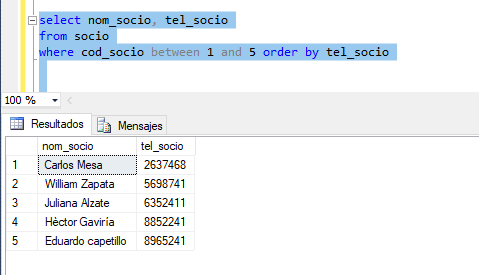 select nom_socio, tel_socio
from socio
where cod_socio between 1 and 5 order by tel_socio
100 %
Resultados Mensajes
nom_socio tel_socio
1 Carlos Mesa 2637468
2 William Zapata 5698741
3 Juliana Alzate 6352411
4 Hèctor Gaviría 8852241
5 Eduardo capetillo 8965241